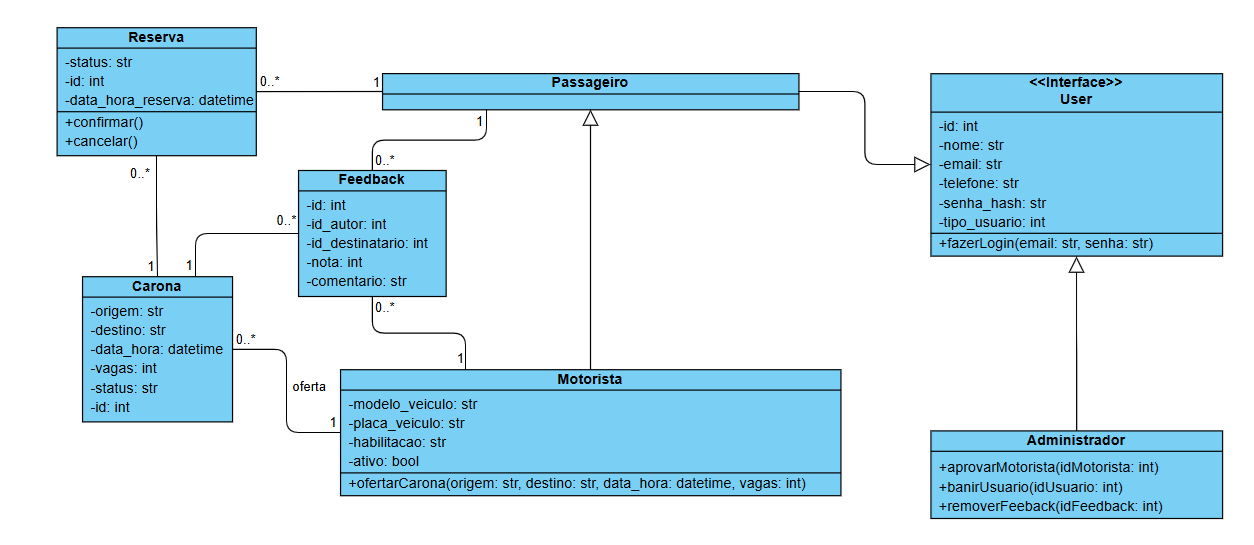 Reserva
-status: str
-id: int
-data_hora_reserva: datetime
+confirmar()
+cancelar()
0..*
1
Passageiro
<<Interface>>
User
-id: int
-nome: str
-email: str
-telefone: str
-senha_hash: str
-tipo_usuario: int
+fazerLogin(email: str, senha: str)
1
0..*
0..*
Feedback
-id: int
-id_autor: int
-id_destinatario: int
-nota: int
-comentario: str
0..*
1
1
Carona
-origem: str
-destino: str
-data_hora: datetime
-vagas: int
-status: str
-id: int
0..*
oferta
1
0..*
1
Motorista
-modelo_veiculo: str
-placa_veiculo: str
-habilitacao: str
-ativo: bool
+ofertarCarona(origem: str, destino: str, data_hora: datetime, vagas: int)
Administrador
+aprovarMotorista(idMotorista: int)
+banirUsuario(idUsuario: int)
+removerFeeback(idFeedback: int)